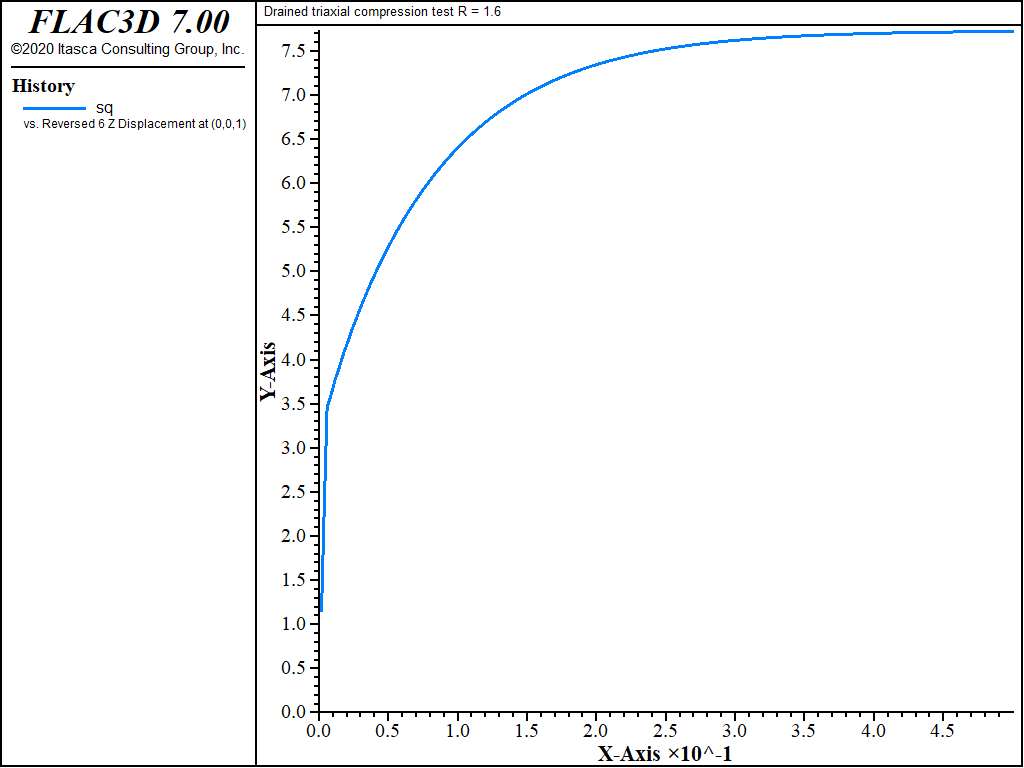 FLAC3D 7.00
©2020 Itasca Consulting Group, Inc.
History
sq
vs. Reversed 6 Z Displacement at (0,0,1)
Drained triaxial compression test R = 1.6
7.5
7.0
6.5
6.0
5.5
5.0
4.5
4.0
3.5
3.0
2.5
2.0
1.5
1.0
0.5
0.0
Y-Axis
0.0 0.5 1.0 1.5 2.0 2.5 3.0 3.5 4.0 4.5
X-Axis ×10^-1